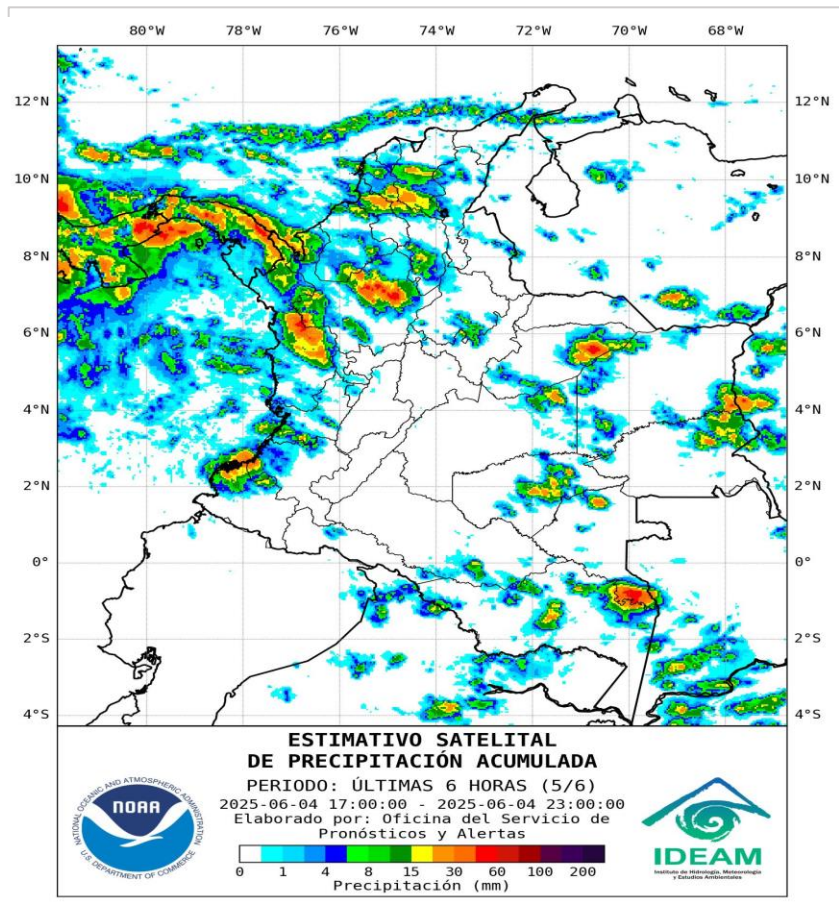 80°W 78°W 76°W 74°W 72°W 70°W 68°W
12°N 12°N
10°N 10°N
8°N 8°N
6°N 6°N
4°N 4°N
2°N 2°N
0° 0°
2°S 2°S
4°S 4°S
ESTIMATIVO SATELITAL
DE PRECIPITACIÓN ACUMULADA
PERIODO: ÚLTIMAS 6 HORAS (5/6)
2025-06-04 17:00:00 - 2025-06-04 23:00:00
Elaborado por: Oficina del Servicio de
Pronósticos y Alertas
0 1 4 8 15 30 60 100 200
Precipitación (mm)
NATIONAL OCEANIC AND ATMOSPHERIC ADMINISTRATION
NOAA
U.S. DEPARTMENT OF COMMERCE
IDEAM
Instituto de Hidrología, Meteorología
y Estudios Ambientales